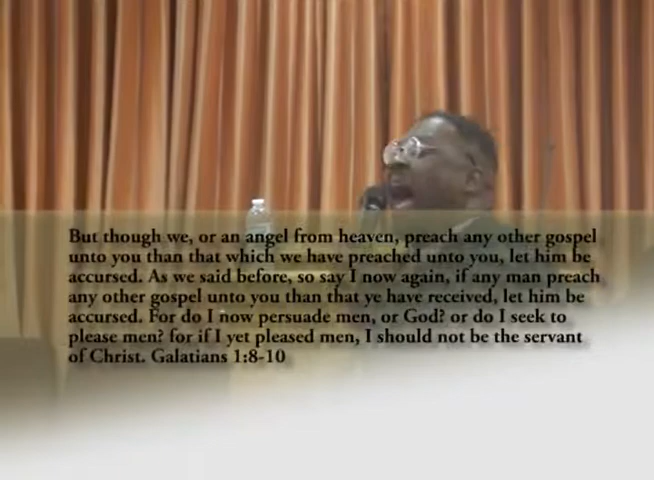 But though we, or an angel from heaven, preach any other gospel
unto you than that which we have preached unto you, let him be
accursed. As we said before, so say I now again, if any man preach
any other gospel unto you than that ye have received, let him be
accursed. For do I now persuade men, or God? or do I seek to
please men? for if I yet pleased men, I should not be the servant
of Christ. Galatians 1:8-10